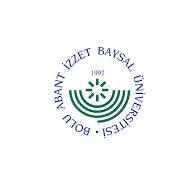 BOLU ABANT İZZET BAYSAL ÜNİVERSİTESİ •
1992